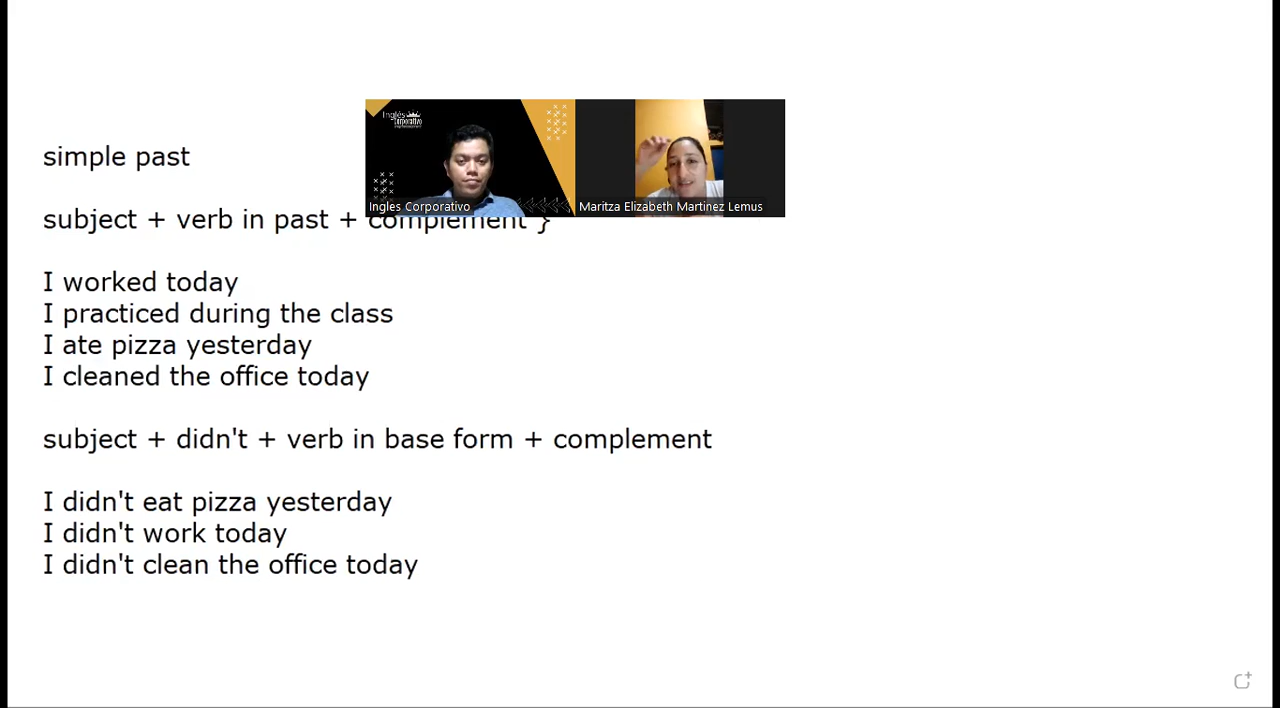 simple past
Inglés
Corporativo
Ingles Corporativo
Maritza Elizabeth Martinez Lemus
subject + verb in past + complement }
I worked today
I practiced during the class
I ate pizza yesterday
I cleaned the office today
subject + didn't + verb in base form + complement
I didn't eat pizza yesterday
I didn't work today
I didn't clean the office today